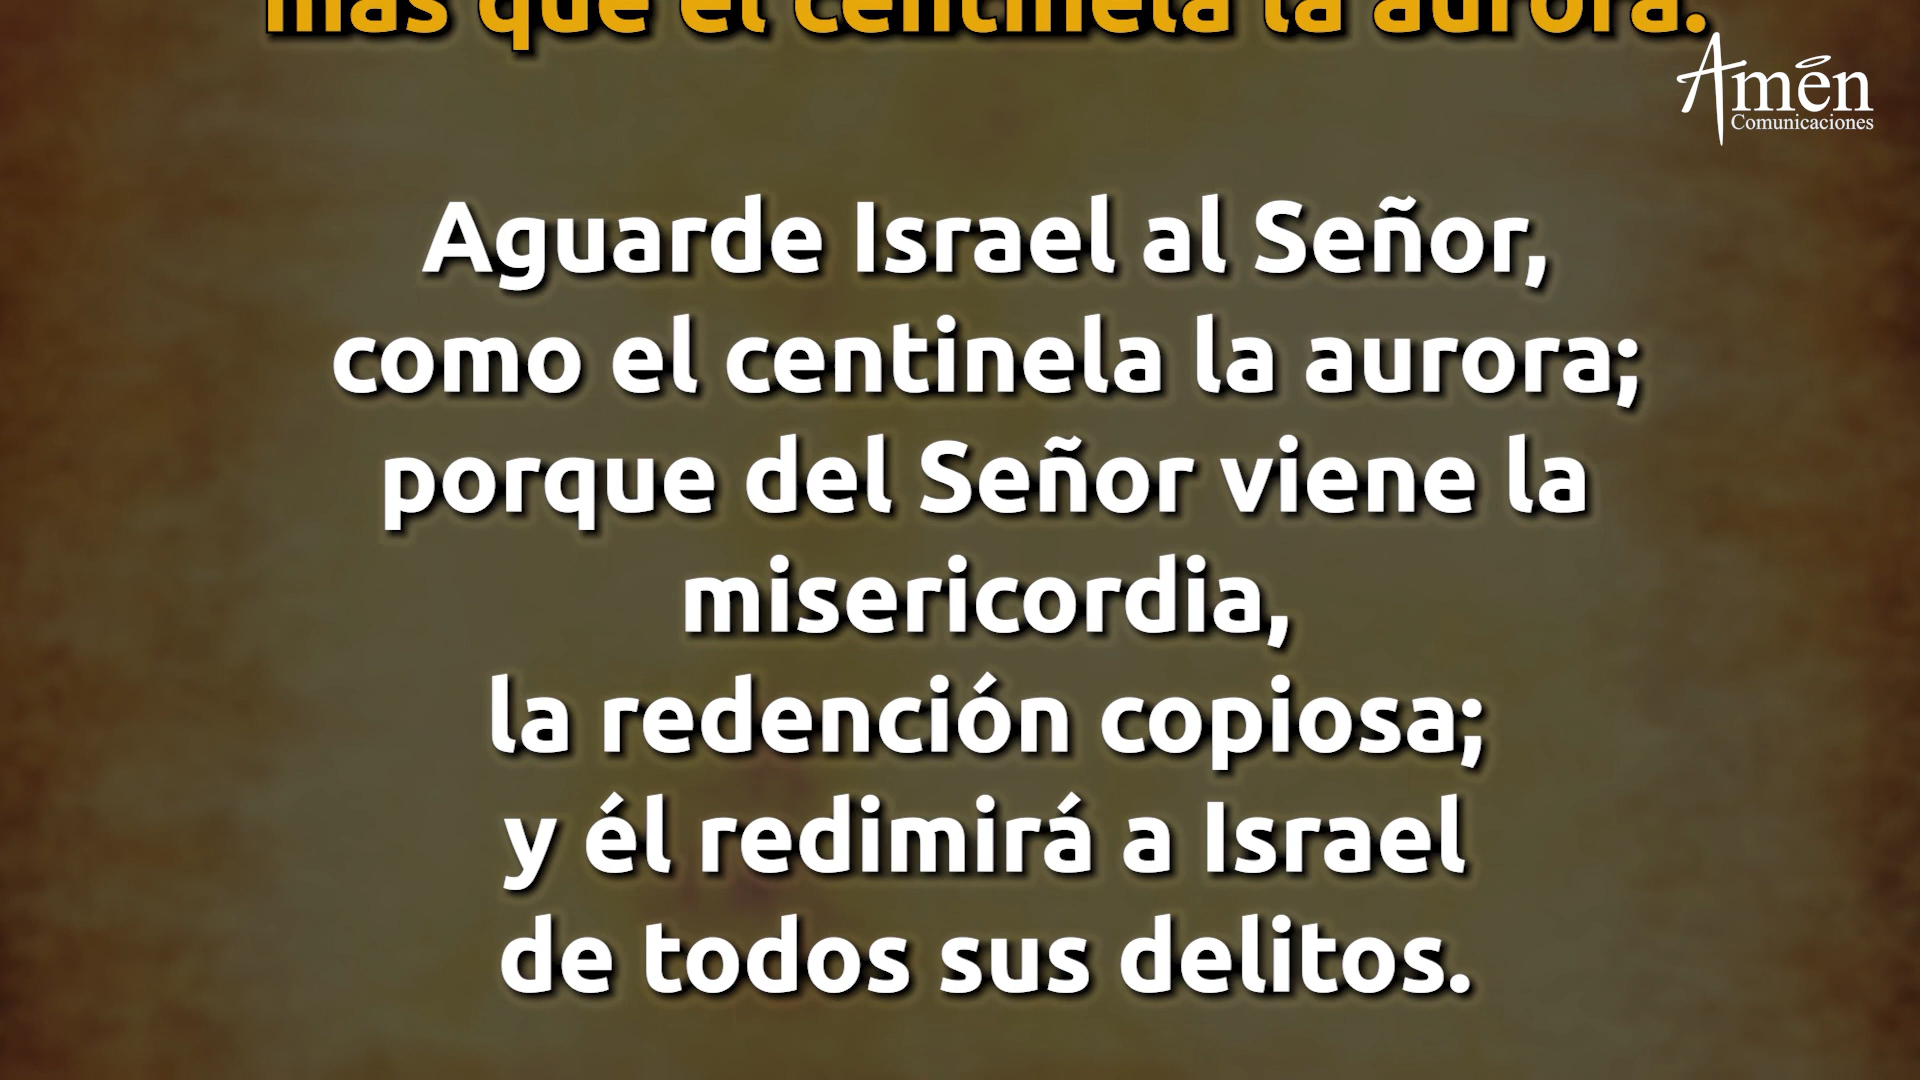 más que el centinela la aurora.
Amén
Comunicaciones
Aguarde Israel al Señor,
como el centinela la aurora;
porque del Señor viene la
misericordia,
la redención copiosa;
y él redimirá a Israel
de todos sus delitos.